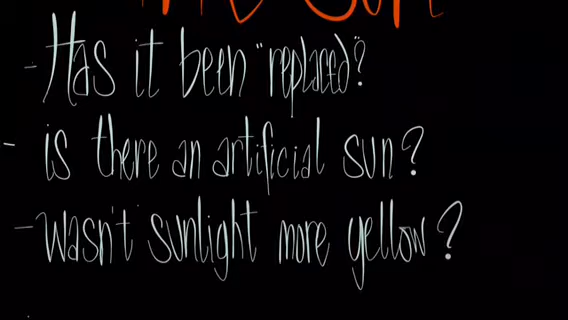 - Has it been "replaced"?
- is there an artificial sun?
- wasn't sunlight more yellow?